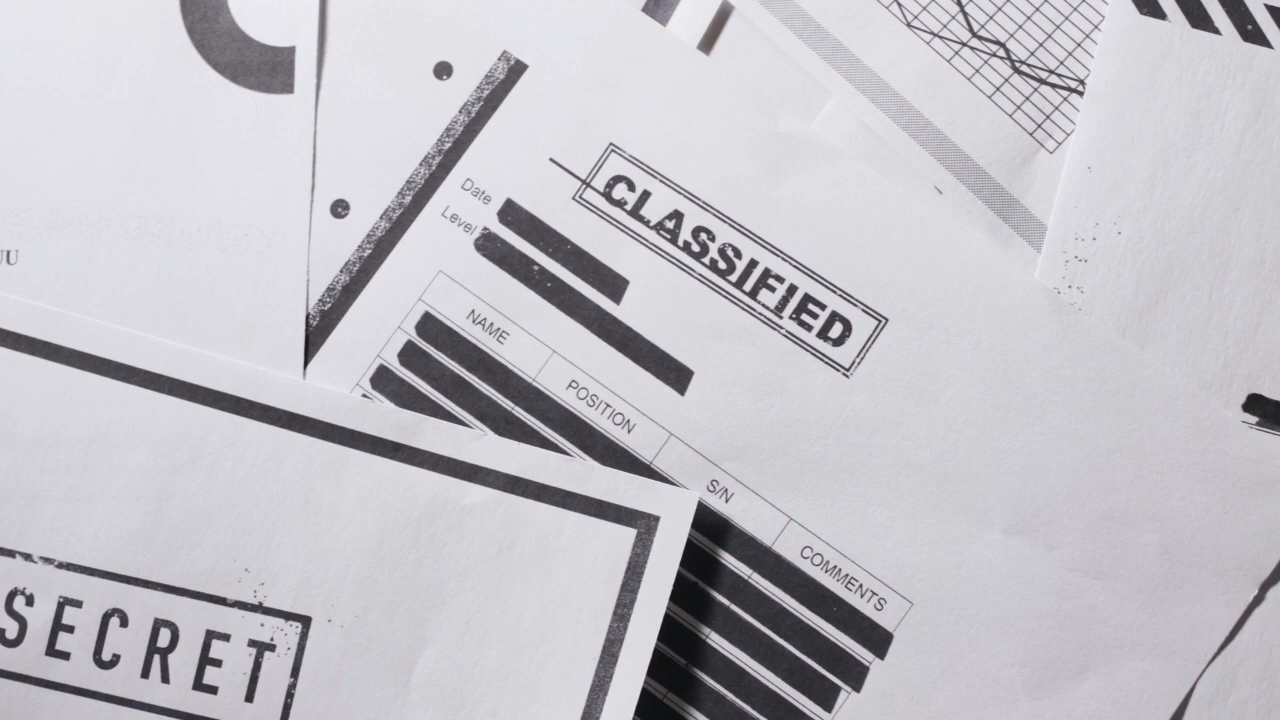 CLASSIFIED
Date
Level
NAME POSITION S/N COMMENTS
SECRET